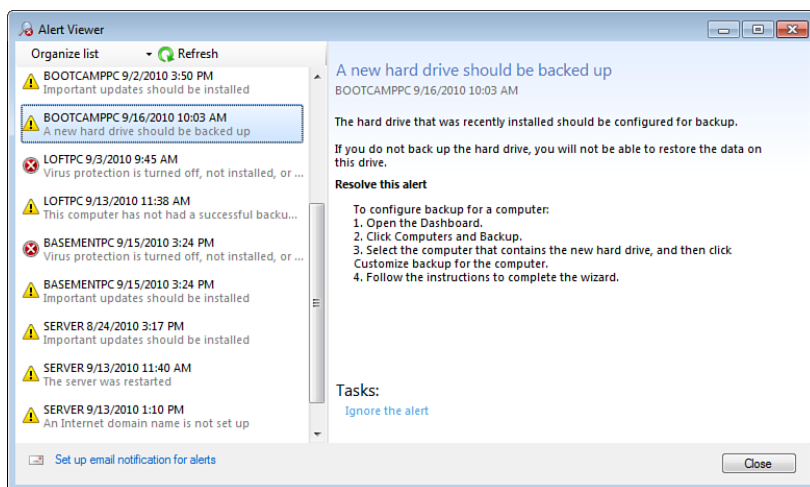 Alert Viewer
Organize list Refresh
BOOTCAMPPC 9/2/2010 3:50 PM
Important updates should be installed
BOOTCAMPPC 9/16/2010 10:03 AM
A new hard drive should be backed up
LOFTPC 9/3/2010 9:45 AM
Virus protection is turned off, not installed, or ...
LOFTPC 9/13/2010 11:38 AM
This computer has not had a successful backu...
BASEMENTPC 9/15/2010 3:24 PM
Virus protection is turned off, not installed, or ...
BASEMENTPC 9/15/2010 3:24 PM
Important updates should be installed
SERVER 8/24/2010 3:17 PM
Important updates should be installed
SERVER 9/13/2010 11:40 AM
The server was restarted
SERVER 9/13/2010 1:10 PM
An Internet domain name is not set up
A new hard drive should be backed up
BOOTCAMPPC 9/16/2010 10:03 AM
The hard drive that was recently installed should be configured for backup.
If you do not back up the hard drive, you will not be able to restore the data on
this drive.
Resolve this alert
To configure backup for a computer:
1. Open the Dashboard.
2. Click Computers and Backup.
3. Select the computer that contains the new hard drive, and then click
Customize backup for the computer.
4. Follow the instructions to complete the wizard.
Tasks:
Ignore the alert
Set up email notification for alerts
Close